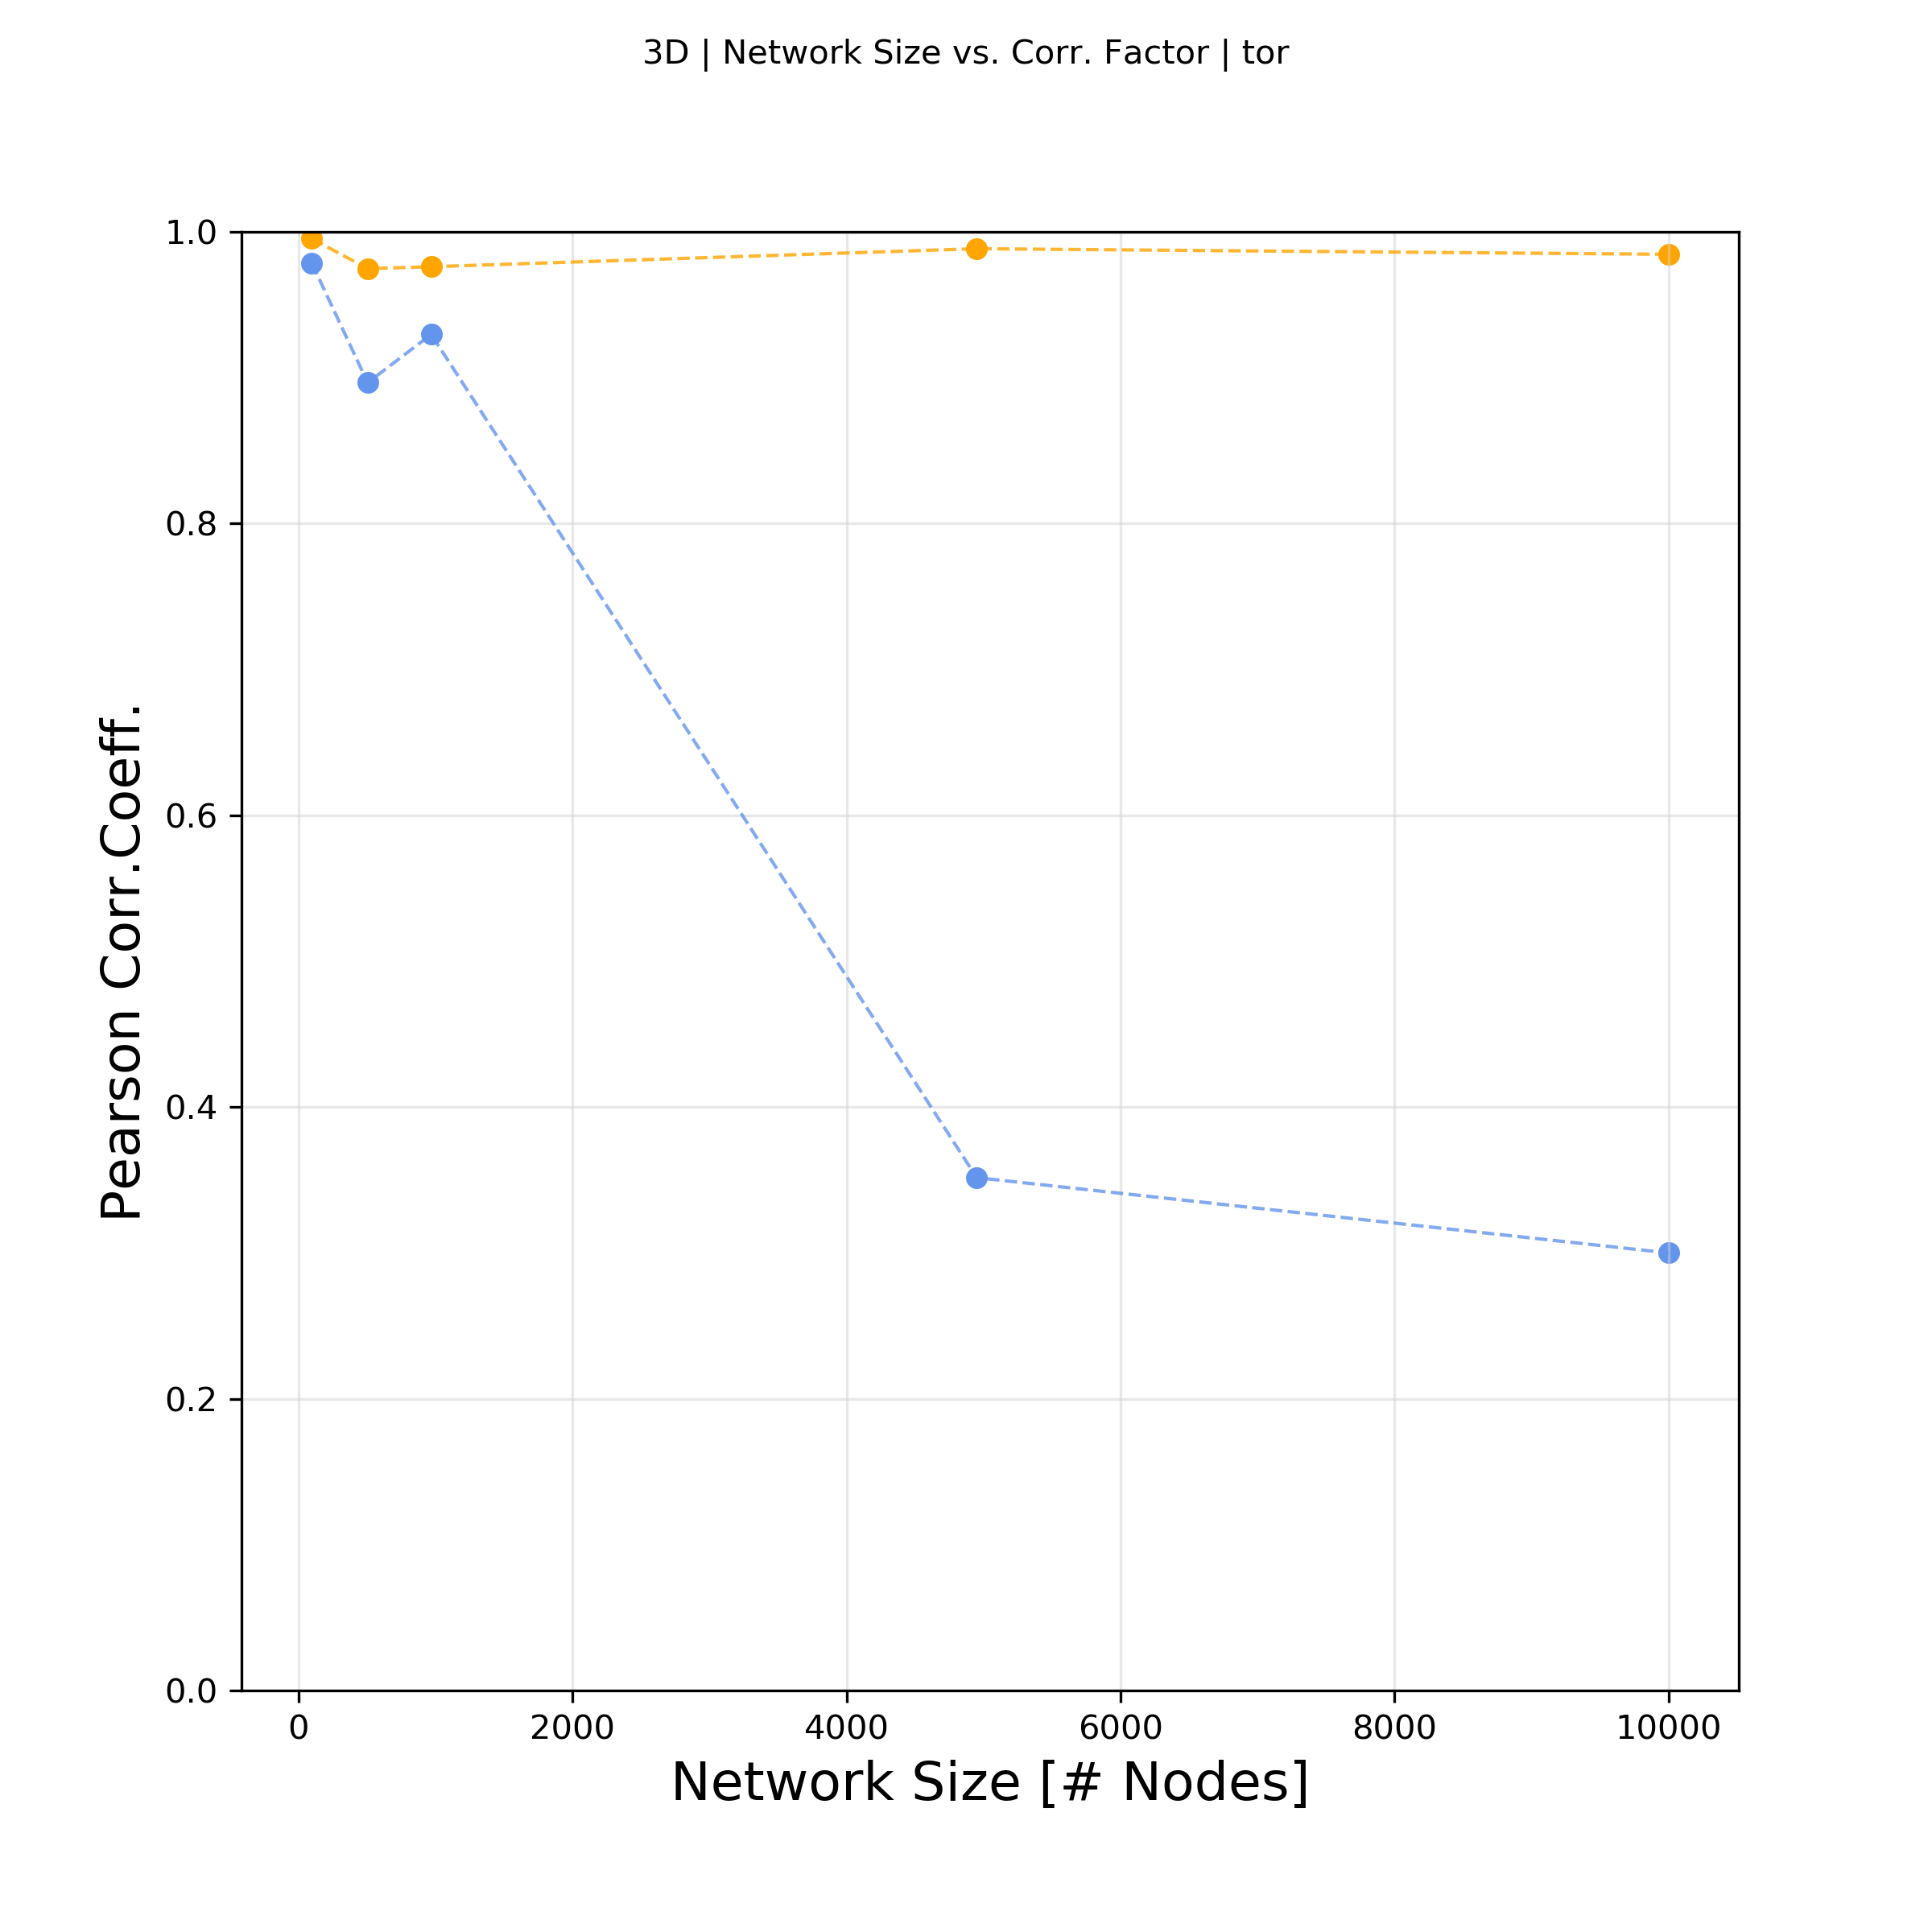 3D | Network Size vs. Corr. Factor | tor
1.0
0.8
0.6
0.4
0.2
0.0
Pearson Corr.Coeff.
0 2000 4000 6000 8000 10000
Network Size [# Nodes]